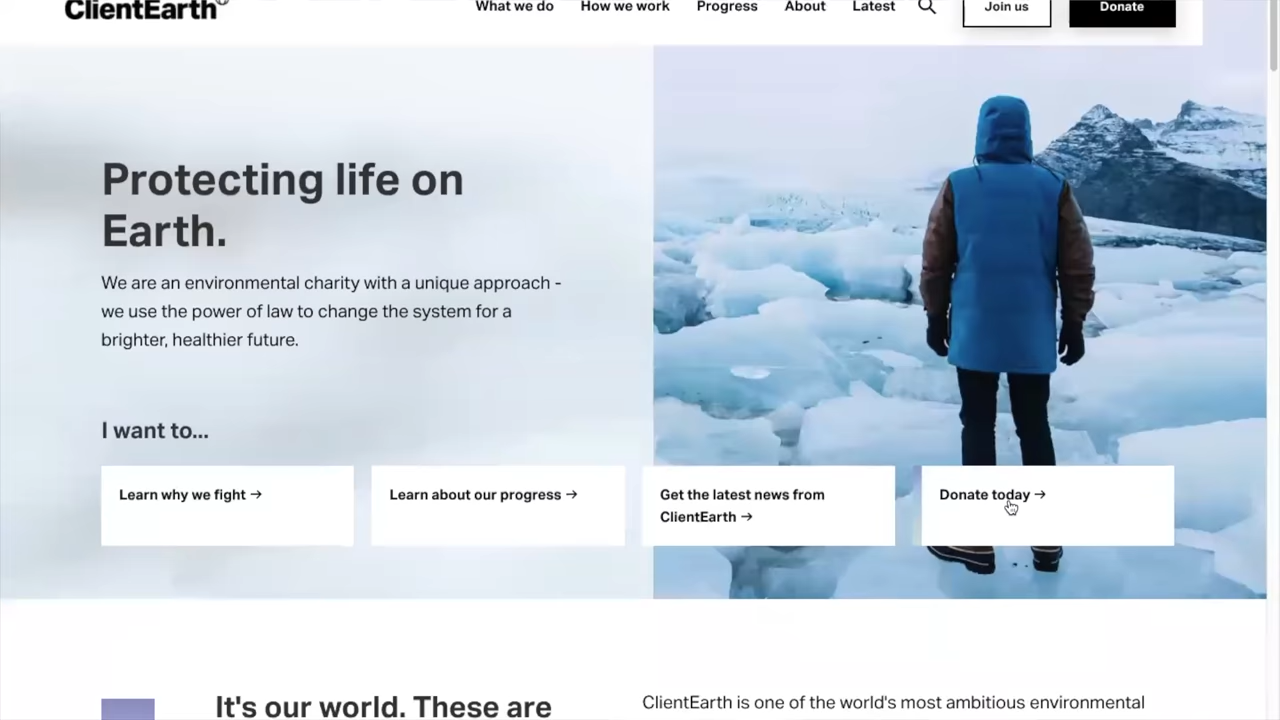 ClientEarth
What we do How we work Progress About Latest Join us Donate
Protecting life on
Earth.
We are an environmental charity with a unique approach -
we use the power of law to change the system for a
brighter, healthier future.
I want to...
Learn why we fight →
Learn about our progress →
Get the latest news from
ClientEarth →
Donate today →
It's our world. These are
ClientEarth is one of the world's most ambitious environmental